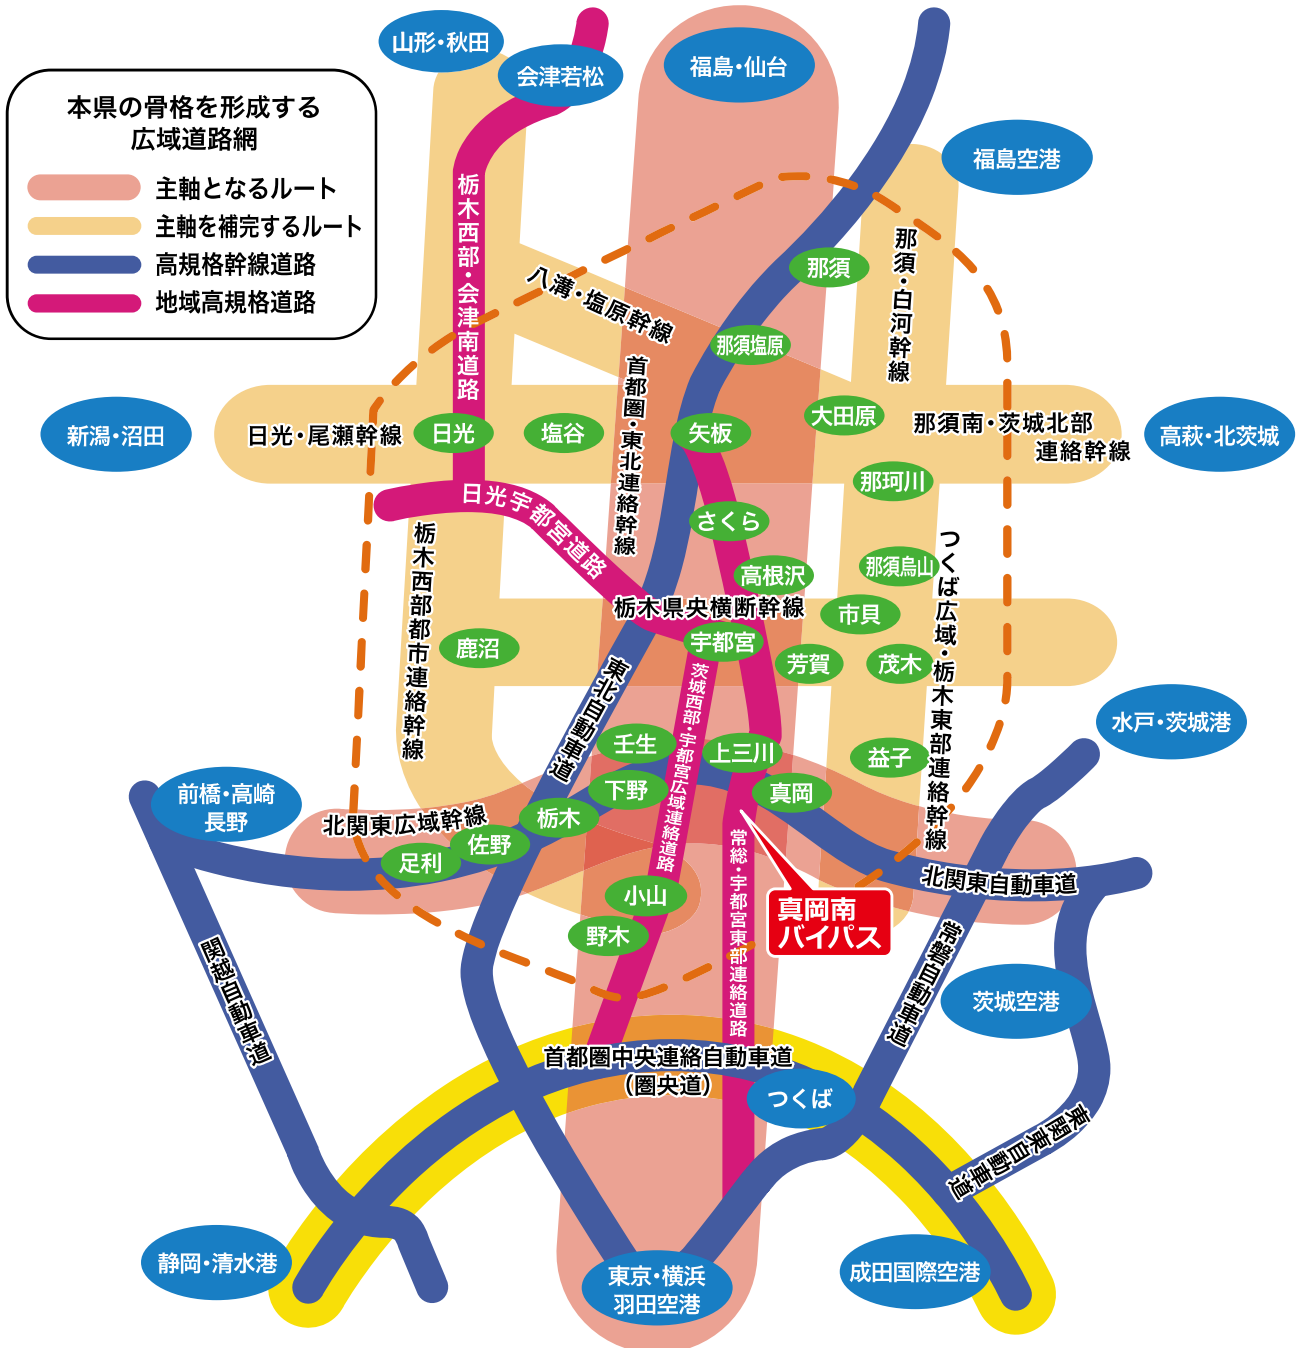 本県の骨格を形成する
広域道路網
主軸となるルート
主軸を補完するルート
高規格幹線道路
地域高規格道路
山形・秋田
会津若松
福島・仙台
福島空港
新潟・沼田
高萩・北茨城
水戸・茨城港
前橋・高崎
長野
茨城空港
つくば
静岡・清水港
東京・横浜
羽田空港
成田国際空港
栃木西部・会津南道路
八溝・塩原幹線
首都圏・東北連絡幹線
那須・白河幹線
日光・尾瀬幹線
那須南・茨城北部
連絡幹線
日光宇都宮道路
栃木西部都市連絡幹線
栃木県央横断幹線
つくば広域・栃木東部連絡幹線
東北自動車道
茨城西部・宇都宮広域連絡道路
常総・宇都宮東部連絡道路
北関東広域幹線
北関東自動車道
関越自動車道
常磐自動車道
首都圏中央連絡自動車道
（圏央道）
東関東自動車道
那須
那須塩原
大田原
日光
塩谷
矢板
那珂川
さくら
高根沢
那須烏山
市貝
宇都宮
芳賀
茂木
鹿沼
壬生
上三川
益子
下野
真岡
栃木
佐野
足利
小山
野木
真岡南
バイパス